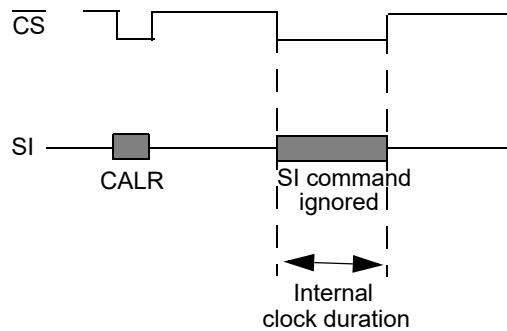 CS
SI
CALR
SI command
ignored
Internal
clock duration